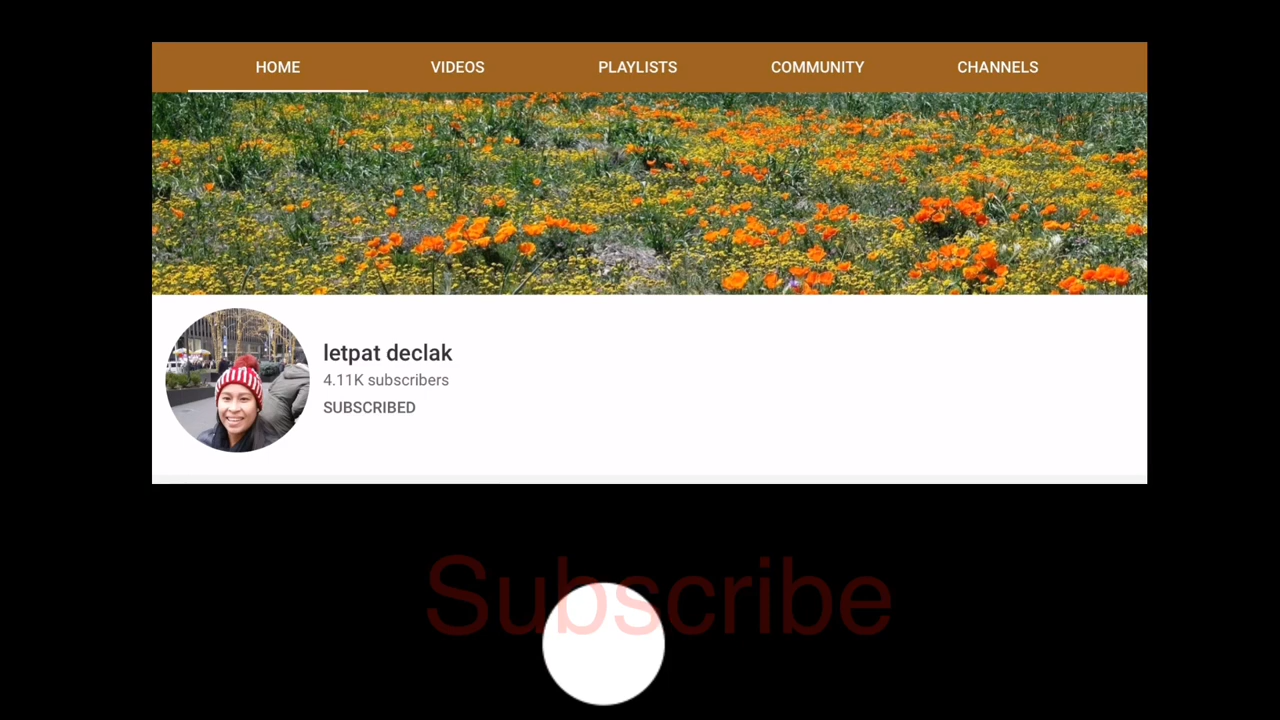 HOME VIDEOS PLAYLISTS COMMUNITY CHANNELS
letpat declak
4.11K subscribers
SUBSCRIBED
Subscribe